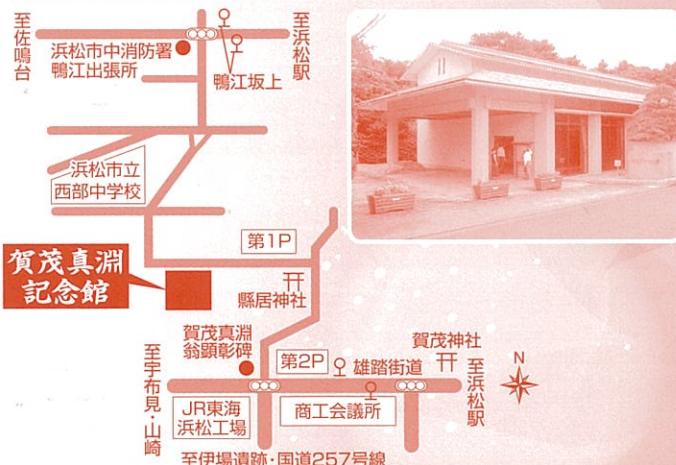 至佐鳴台
至浜松駅
浜松市中消防署
鴨江出張所
鴨江坂上
浜松市立
西部中学校
第1P
賀茂真淵
記念館
縣居神社
賀茂真淵
翁顕彰碑
第2P
雄踏街道
賀茂神社
至浜松駅
N
至宇布見・山崎
JR東海
浜松工場
商工会議所
至伊場遺跡・国道257号線